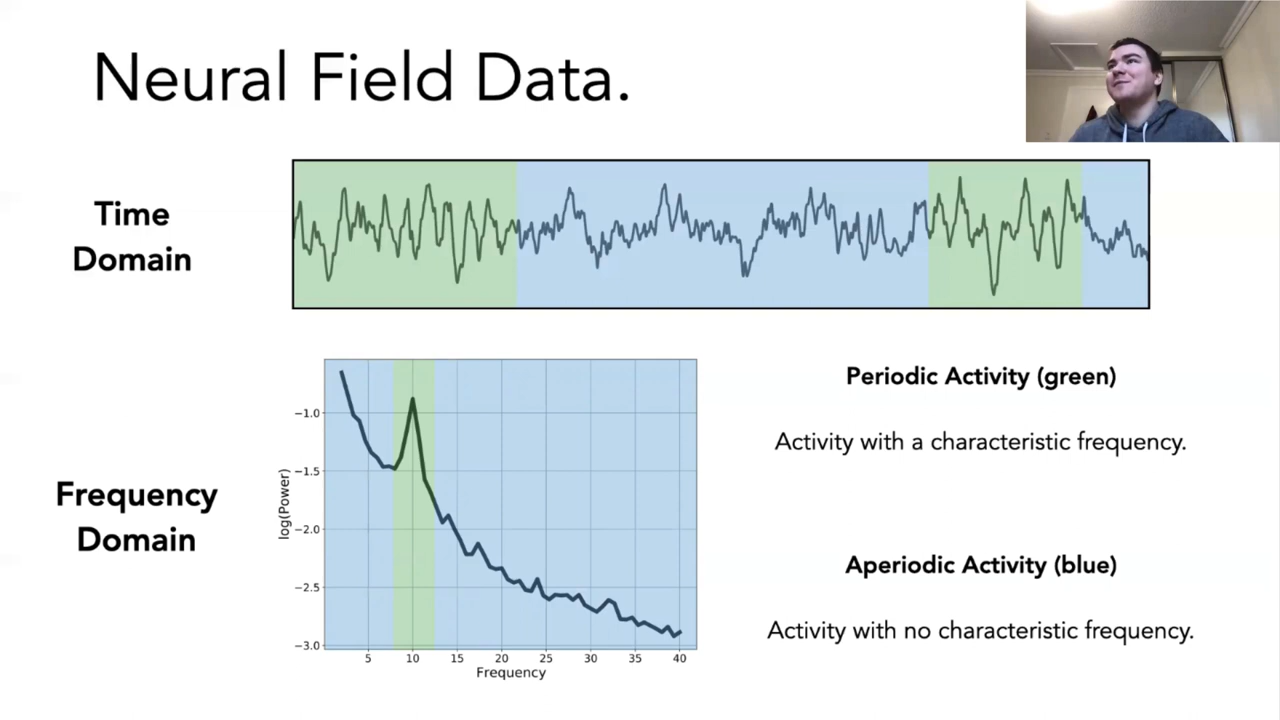 Neural Field Data.
Time
Domain
Frequency
Domain
log(Power)
−1.0
−1.5
−2.0
−2.5
−3.0
5 10 15 20 25 30 35 40
Frequency
Periodic Activity (green)
Activity with a characteristic frequency.
Aperiodic Activity (blue)
Activity with no characteristic frequency.